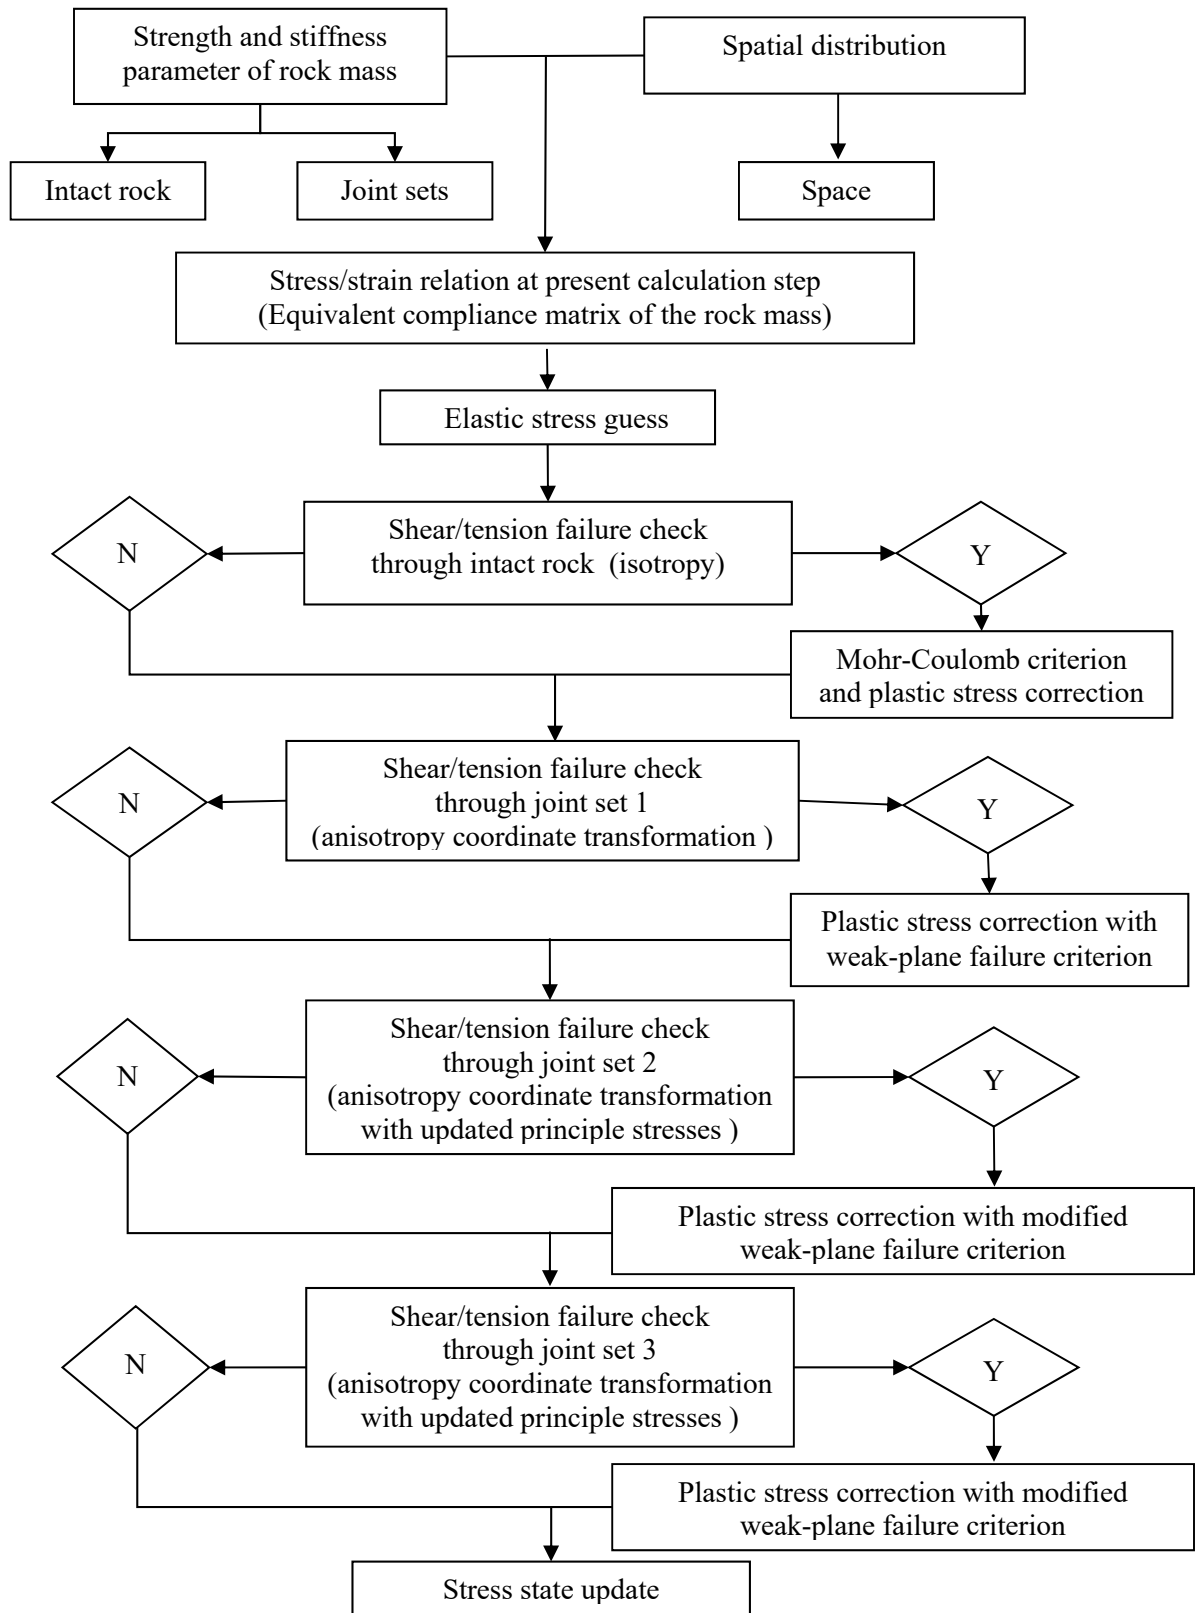 Strength and stiffness
parameter of rock mass
Spatial distribution
Intact rock
Joint sets
Space
Stress/strain relation at present calculation step
(Equivalent compliance matrix of the rock mass)
Elastic stress guess
Shear/tension failure check
through intact rock (isotropy)
N
Y
Mohr-Coulomb criterion
and plastic stress correction
Shear/tension failure check
through joint set 1
(anisotropy coordinate transformation )
N
Y
Plastic stress correction with
weak-plane failure criterion
Shear/tension failure check
through joint set 2
(anisotropy coordinate transformation
with updated principle stresses )
N
Y
Plastic stress correction with modified
weak-plane failure criterion
Shear/tension failure check
through joint set 3
(anisotropy coordinate transformation
with updated principle stresses )
N
Y
Plastic stress correction with modified
weak-plane failure criterion
Stress state update